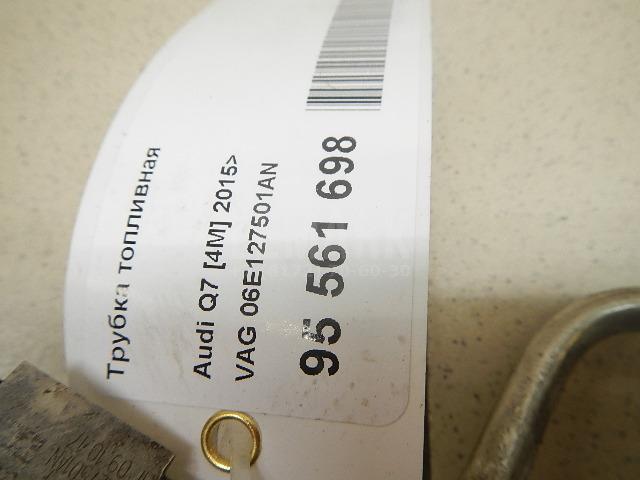 Трубка топливная
Audi Q7 [4M] 2015>
VAG 06E127501AN
95 561 698